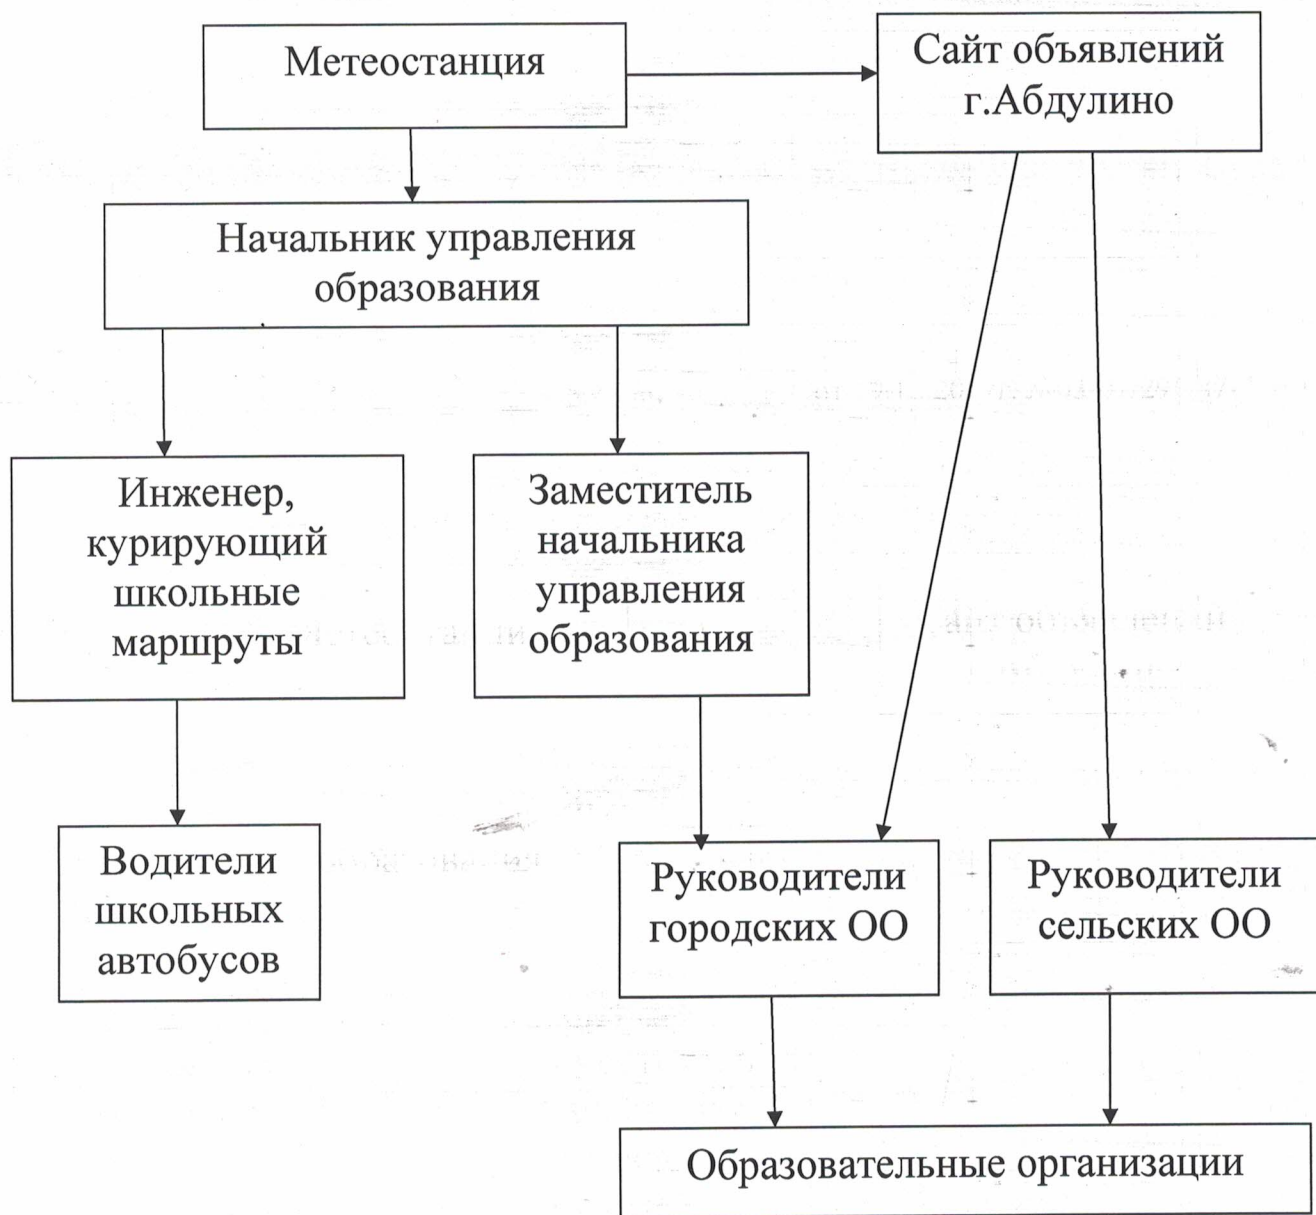 Метеостанция
Сайт объявлений
г.Абдулино
Начальник управления
образования
Инженер,
курирующий
школьные
маршруты
Заместитель
начальника
управления
образования
Водители
школьных
автобусов
Руководители
городских ОО
Руководители
сельских ОО
Образовательные организации